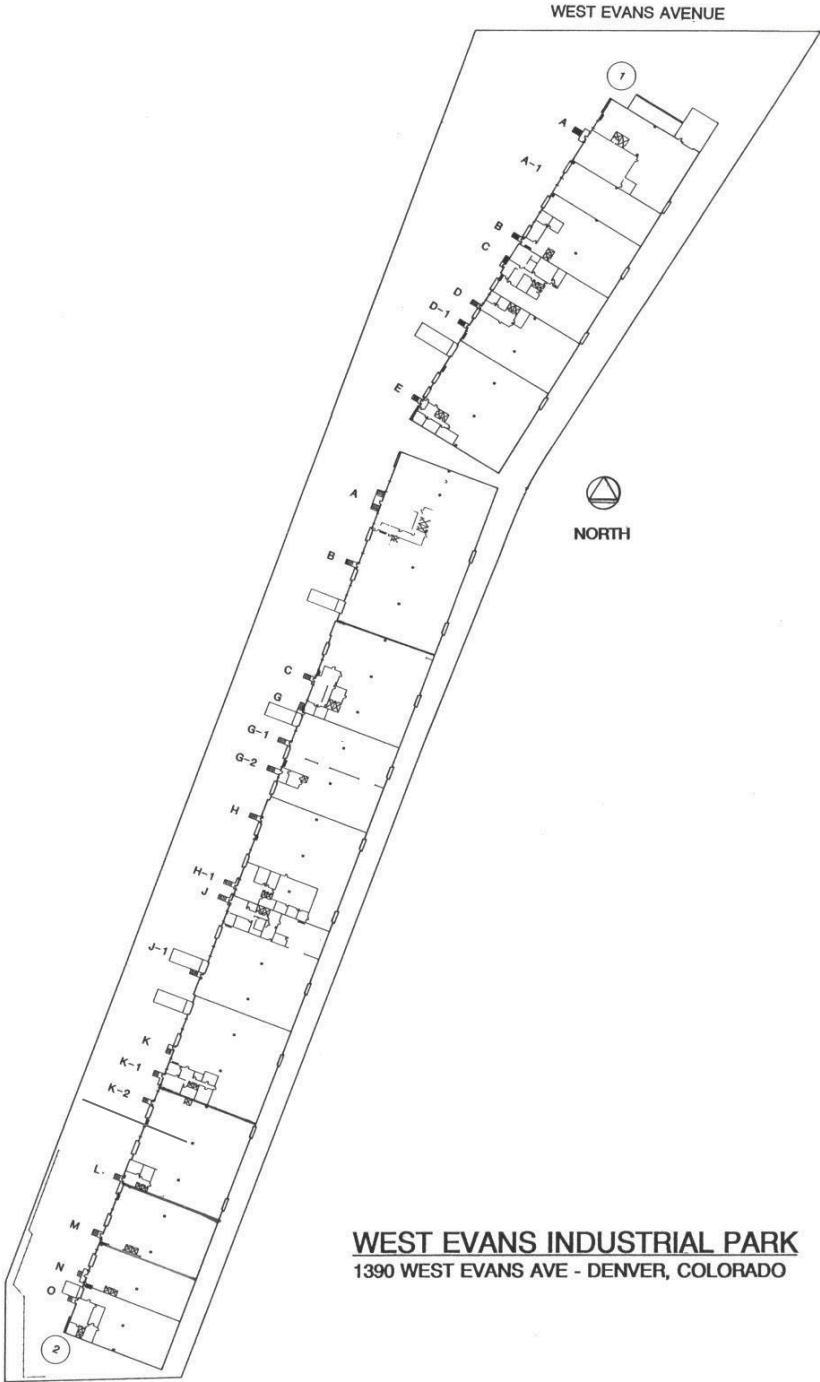 WEST EVANS AVENUE
1
A
A-1
B
C
D
D-1
E
A
NORTH
B
C
G
G-1
G-2
H
H-1
J
J-1
K
K-1
K-2
L.
M
WEST EVANS INDUSTRIAL PARK
1390 WEST EVANS AVE - DENVER, COLORADO
N
O
2